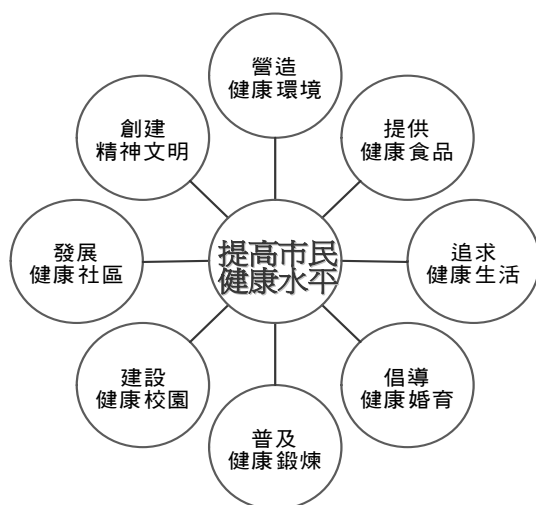 營造
健康環境
提供
健康食品
追求
健康生活
倡導
健康婚育
普及
健康鍛煉
建設
健康校園
發展
健康社區
創建
精神文明
提高市民
健康水平